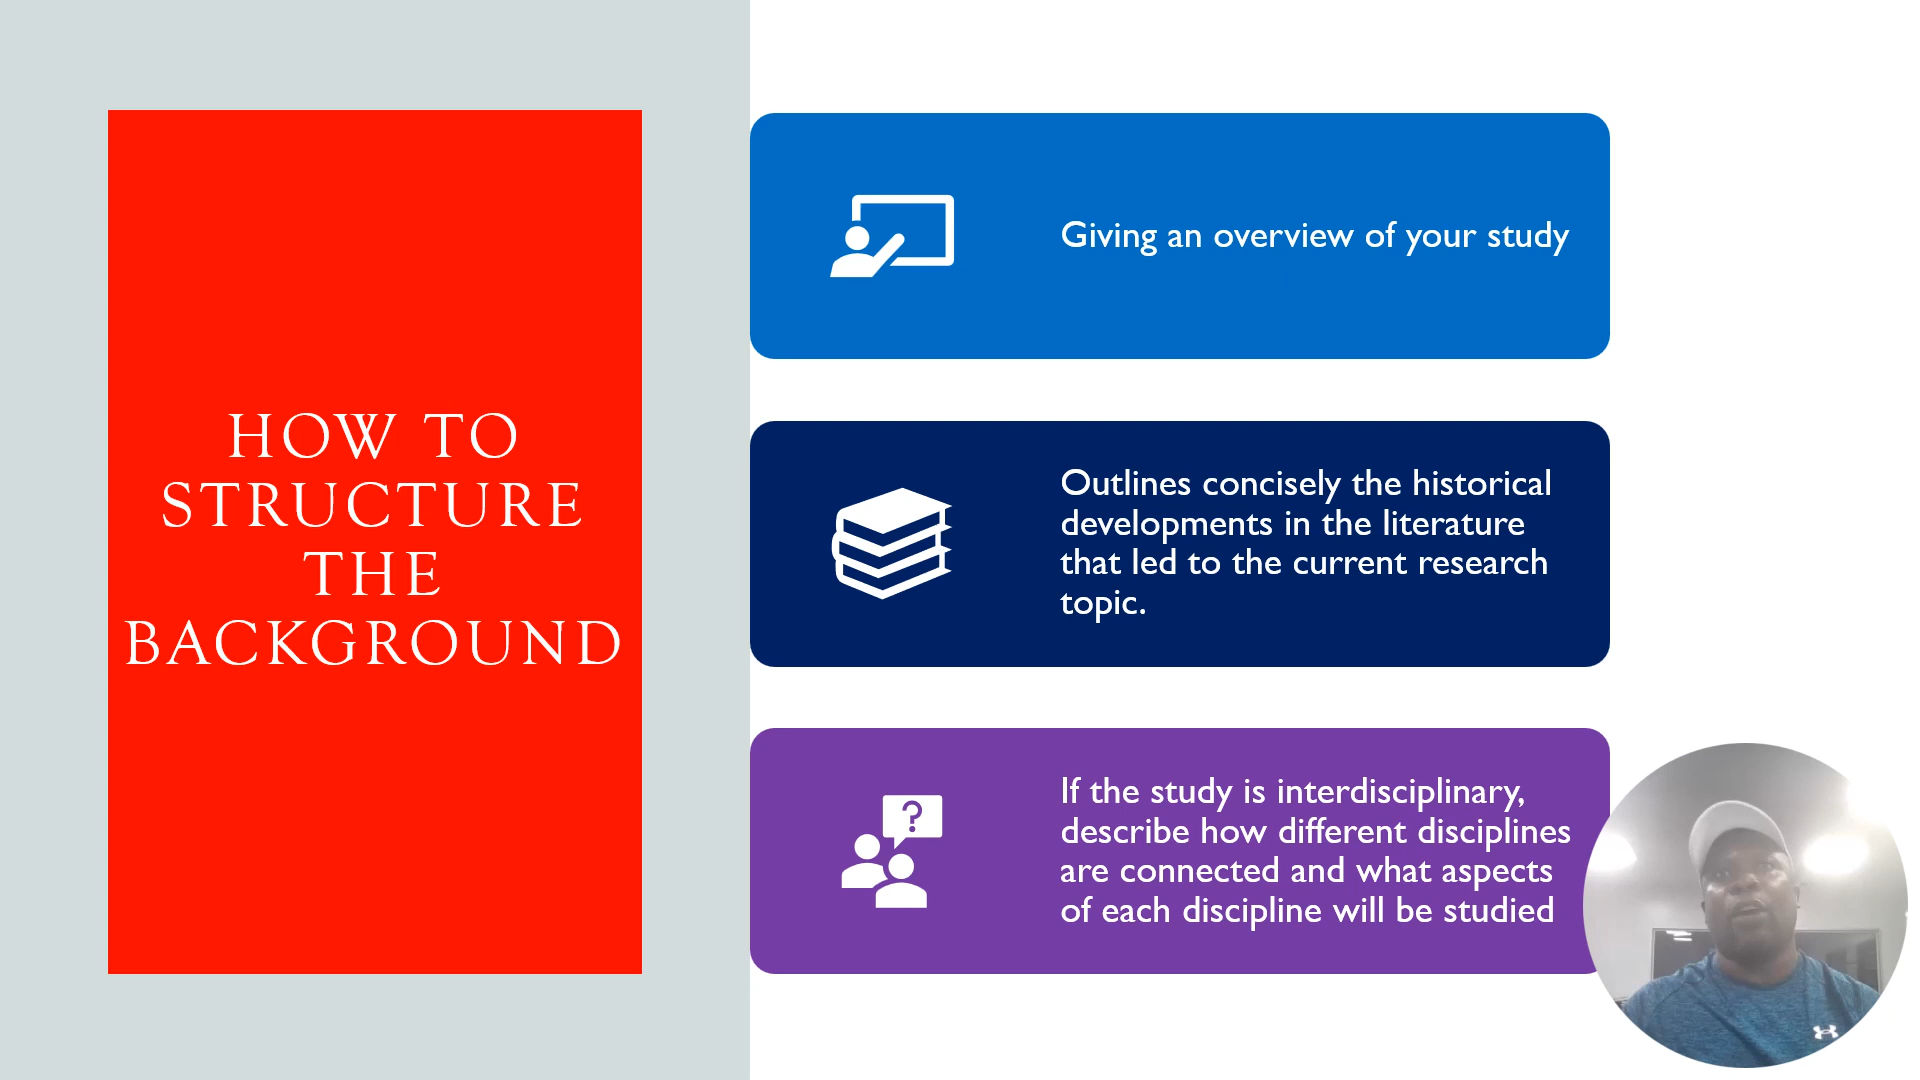 HOW TO
STRUCTURE
THE
BACKGROUND
Giving an overview of your study
Outlines concisely the historical
developments in the literature
that led to the current research
topic.
?
If the study is interdisciplinary,
describe how different disciplines
are connected and what aspects
of each discipline will be studied